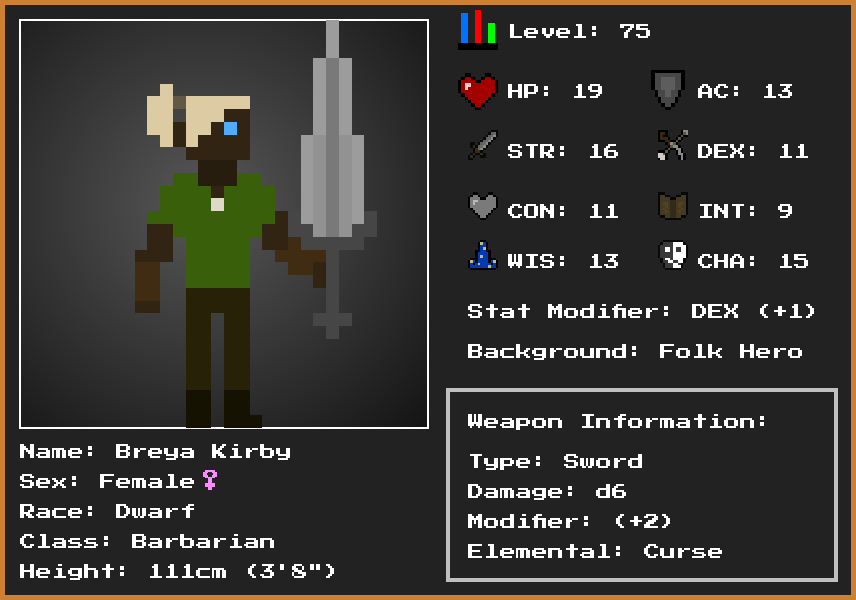 Level: 75
HP: 19
AC: 13
STR: 16
DEX: 11
CON: 11
INT: 9
WIS: 13
CHA: 15
Stat Modifier: DEX (+1)
Background: Folk Hero
Weapon Information:
Type: Sword
Damage: d6
Modifier: (+2)
Elemental: Curse
Name: Breya Kirby
Sex: Female♀
Race: Dwarf
Class: Barbarian
Height: 111cm (3'8")